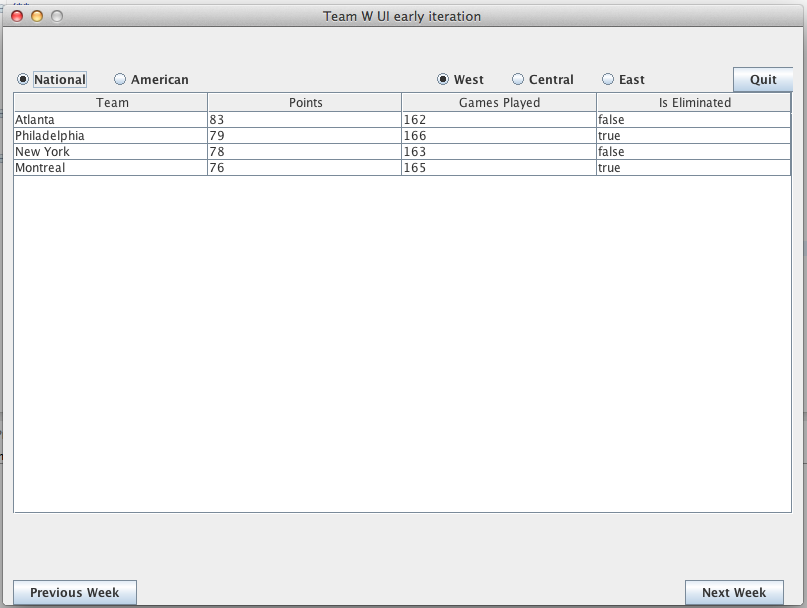 Team W UI early iteration
National American West Central East Quit
Team Points Games Played Is Eliminated
Atlanta 83 162 false
Philadelphia 79 166 true
New York 78 163 false
Montreal 76 165 true
Previous Week Next Week